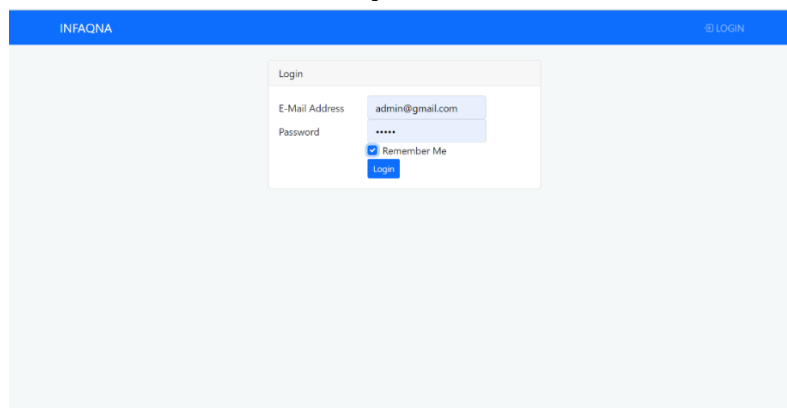 INFAQNA LOGIN
Login
E-Mail Address admin@gmail.com
Password •••••
Remember Me
Login